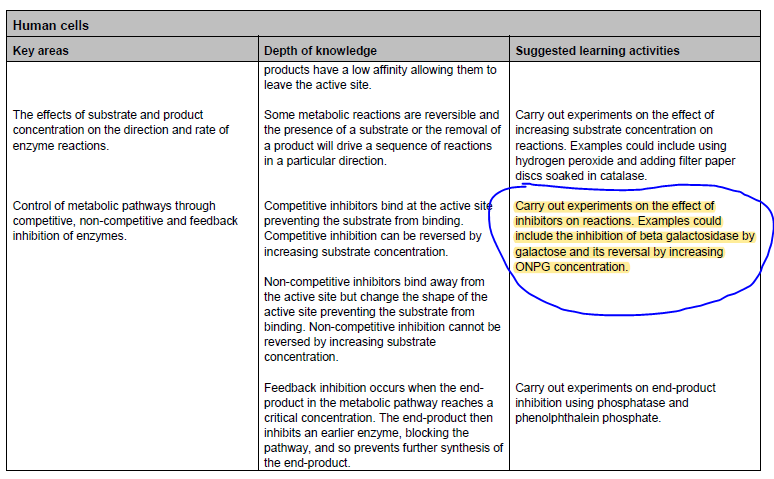 Human cells
Key areas
Depth of knowledge
Suggested learning activities
products have a low affinity allowing them to
leave the active site.
The effects of substrate and product
concentration on the direction and rate of
enzyme reactions.
Some metabolic reactions are reversible and
the presence of a substrate or the removal of
a product will drive a sequence of reactions
in a particular direction.
Carry out experiments on the effect of
increasing substrate concentration on
reactions. Examples could include using
hydrogen peroxide and adding filter paper
discs soaked in catalase.
Control of metabolic pathways through
competitive, non-competitive and feedback
inhibition of enzymes.
Competitive inhibitors bind at the active site
preventing the substrate from binding.
Competitive inhibition can be reversed by
increasing substrate concentration.
Carry out experiments on the effect of
inhibitors on reactions. Examples could
include the inhibition of beta galactosidase by
galactose and its reversal by increasing
ONPG concentration.
Non-competitive inhibitors bind away from
the active site but change the shape of the
active site preventing the substrate from
binding. Non-competitive inhibition cannot be
reversed by increasing substrate
concentration.
Feedback inhibition occurs when the end-
product in the metabolic pathway reaches a
critical concentration. The end-product then
inhibits an earlier enzyme, blocking the
pathway, and so prevents further synthesis of
the end-product.
Carry out experiments on end-product
inhibition using phosphatase and
phenolphthalein phosphate.